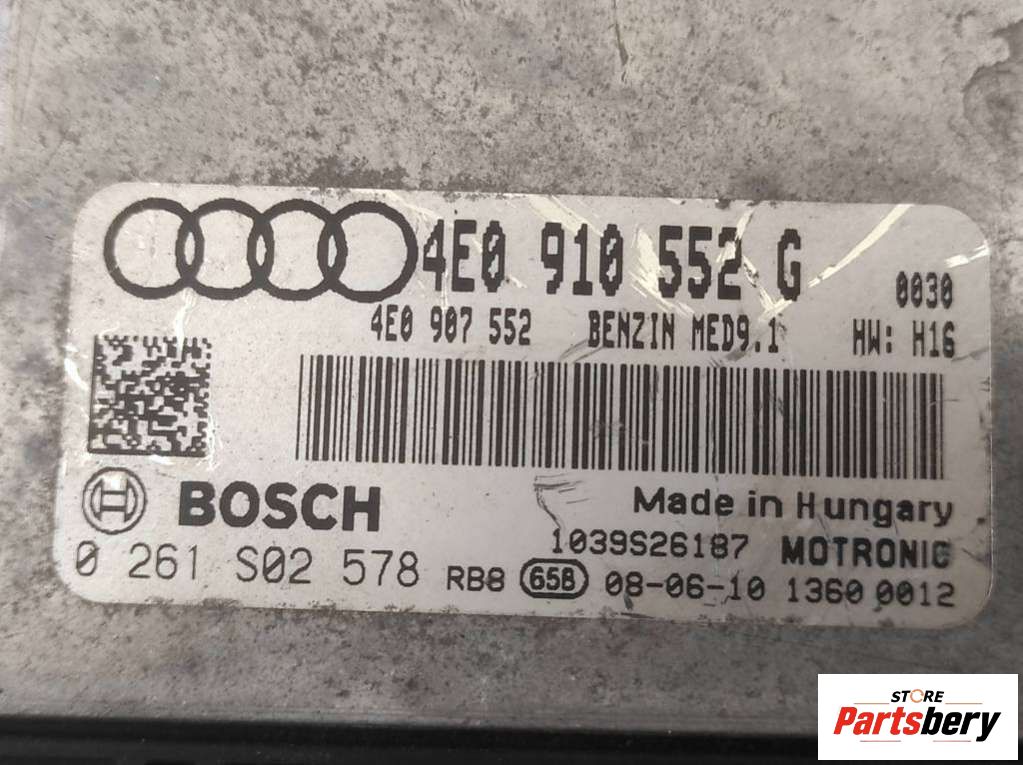 4E0 910 552 G
0030
4E0 907 552 BENZIN MED9.1 HW: H16
BOSCH
Made in Hungary
1039S26187 MOTRONIC
0 261 S02 578 RB8 658 08-06-10 1360 0012
STORE
Partsbery